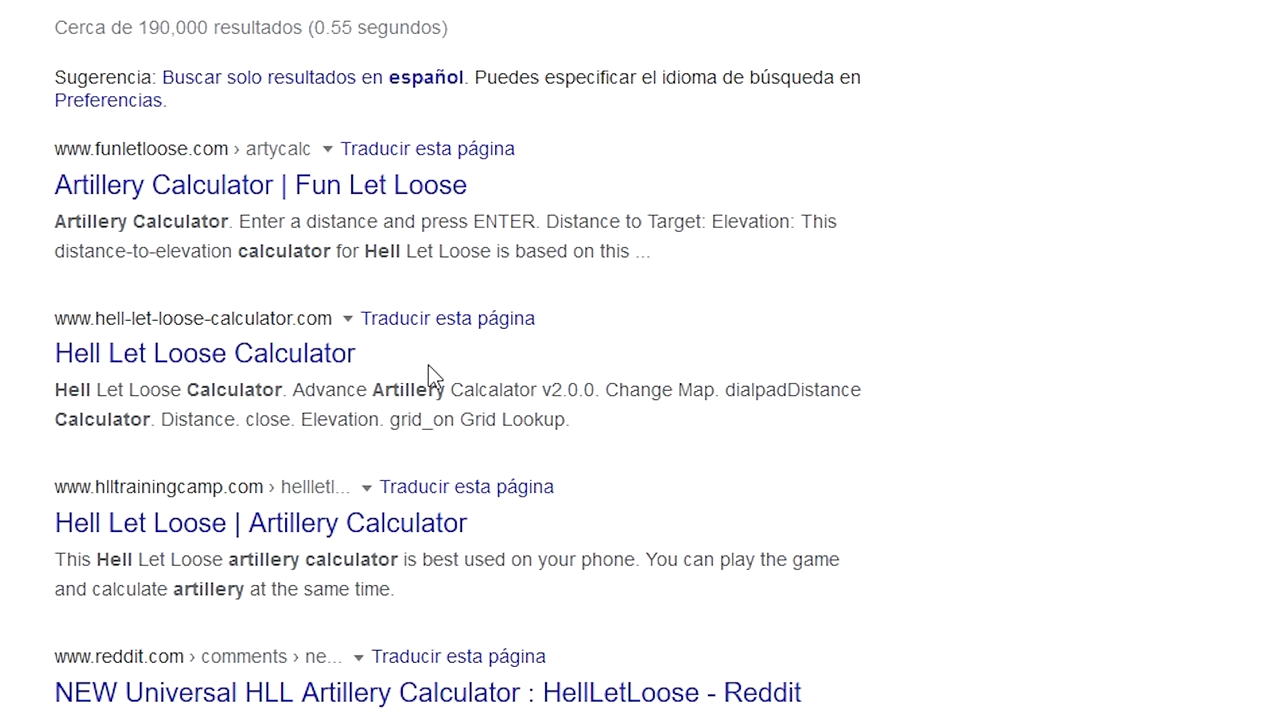 Cerca de 190,000 resultados (0.55 segundos)
Sugerencia: Buscar solo resultados en español. Puedes especificar el idioma de búsqueda en
Preferencias.
www.funletloose.com › artycalc Traducir esta página
Artillery Calculator | Fun Let Loose
Artillery Calculator. Enter a distance and press ENTER. Distance to Target: Elevation: This
distance-to-elevation calculator for Hell Let Loose is based on this ...
www.hell-let-loose-calculator.com Traducir esta página
Hell Let Loose Calculator
Hell Let Loose Calculator. Advance Artillery Calcalator v2.0.0. Change Map. dialpadDistance
Calculator. Distance. close. Elevation. grid_on Grid Lookup.
www.hlltrainingcamp.com › hellletl... Traducir esta página
Hell Let Loose | Artillery Calculator
This Hell Let Loose artillery calculator is best used on your phone. You can play the game
and calculate artillery at the same time.
www.reddit.com › comments › ne... Traducir esta página
NEW Universal HLL Artillery Calculator : HellLetLoose - Reddit